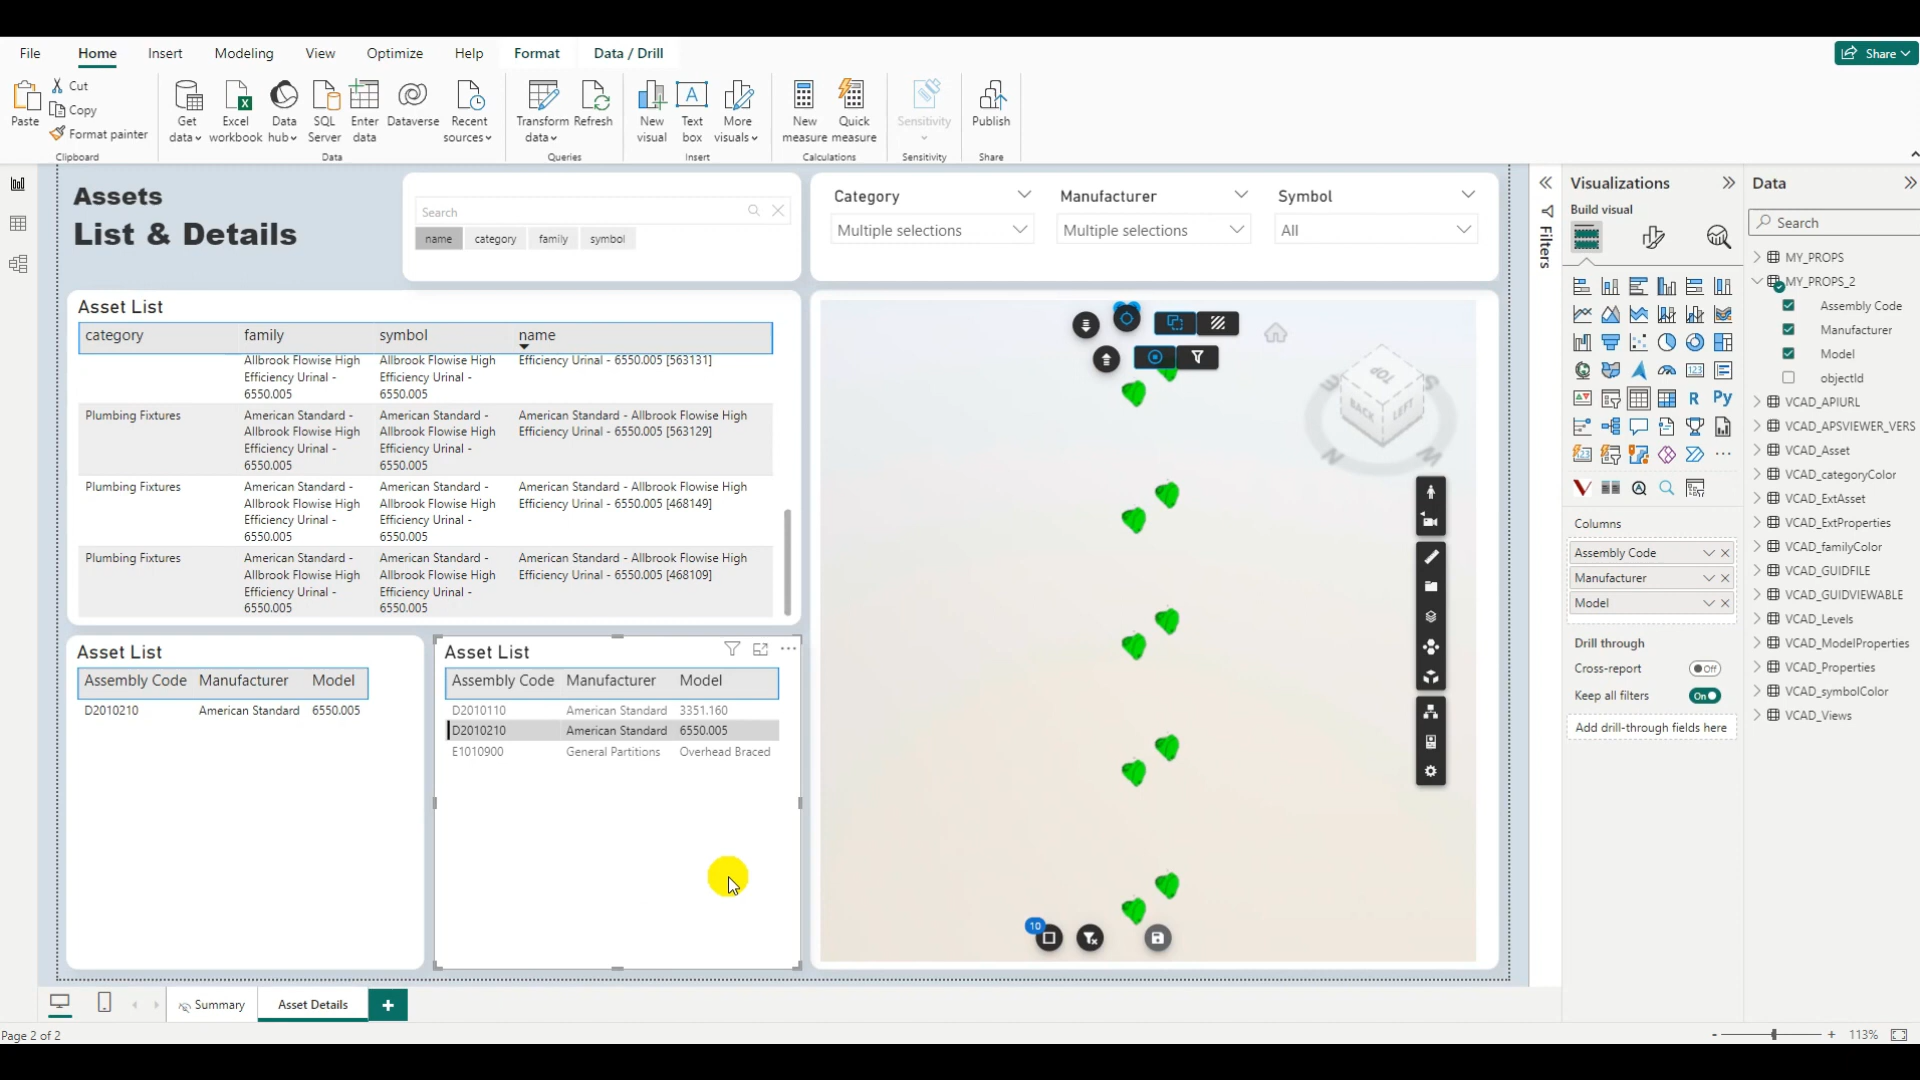 File Home Insert Modeling View Optimize Help Format Data / Drill Share
Paste Cut
Copy
Format painter
Clipboard
Get data Excel workbook Data hub SQL Server Enter data Dataverse Recent sources
Data
Transform data Refresh
Queries
New visual Text box More visuals
Insert
New measure Quick measure
Calculations
Sensitivity
Sensitivity
Publish
Share
Assets
List & Details
Search
name category family symbol
Category Manufacturer Symbol
Multiple selections Multiple selections All
Asset List
category family symbol name
Allbrook Flowise High Allbrook Flowise High Efficiency Urinal - 6550.005 [563131]
Efficiency Urinal - Efficiency Urinal -
6550.005 6550.005
Plumbing Fixtures American Standard - American Standard - American Standard - Allbrook Flowise High
Allbrook Flowise High Allbrook Flowise High Efficiency Urinal - 6550.005 [563129]
Efficiency Urinal - Efficiency Urinal -
6550.005 6550.005
Plumbing Fixtures American Standard - American Standard - American Standard - Allbrook Flowise High
Allbrook Flowise High Allbrook Flowise High Efficiency Urinal - 6550.005 [468149]
Efficiency Urinal - Efficiency Urinal -
6550.005 6550.005
Plumbing Fixtures American Standard - American Standard - American Standard - Allbrook Flowise High
Allbrook Flowise High Allbrook Flowise High Efficiency Urinal - 6550.005 [468109]
Efficiency Urinal - Efficiency Urinal -
6550.005 6550.005
Asset List
Assembly Code Manufacturer Model
D2010210 American Standard 6550.005
Asset List
Assembly Code Manufacturer Model
D2010110 American Standard 3351.160
D2010210 American Standard 6550.005
E1010900 General Partitions Overhead Braced
TOP
BACK LEFT
E S
N W
10
Filters
Visualizations
Build visual
123
R Py
123
Columns
Assembly Code
Manufacturer
Model
Drill through
Cross-report Off
Keep all filters On
Add drill-through fields here
Data
Search
MY_PROPS
MY_PROPS_2
Assembly Code
Manufacturer
Model
objectId
VCAD_APIURL
VCAD_APSVIEWER_VERS
VCAD_Asset
VCAD_categoryColor
VCAD_ExtAsset
VCAD_ExtProperties
VCAD_familyColor
VCAD_GUIDFILE
VCAD_GUIDVIEWABLE
VCAD_Levels
VCAD_ModelProperties
VCAD_Properties
VCAD_symbolColor
VCAD_Views
Summary Asset Details +
Page 2 of 2 - + 113%